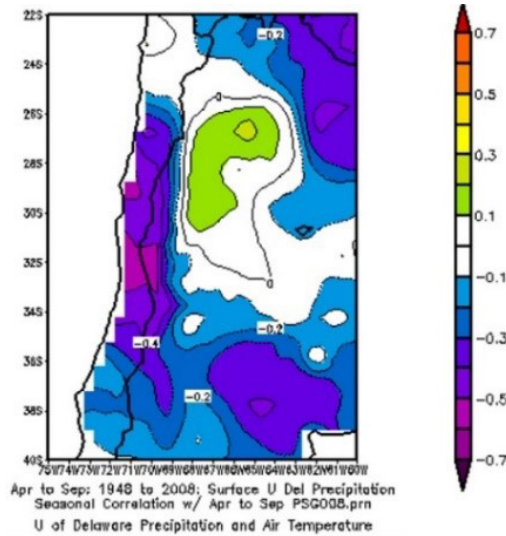 22S
24S
26S
28S
30S
32S
34S
36S
38S
40S
-0.2
0
0
-0.4
-0.2
-0.2
75W74W73W72W71W70W69W68W67W66W65W64W63W62W61W60W
0.7
0.5
0.3
0.1
-0.1
-0.3
-0.5
-0.7
Apr to Sep: 1948 to 2008: Surface U Del Precipitation
Seasonal Correlation w/ Apr to Sep PSG008.prn
U of Delaware Precipitation and Air Temperature